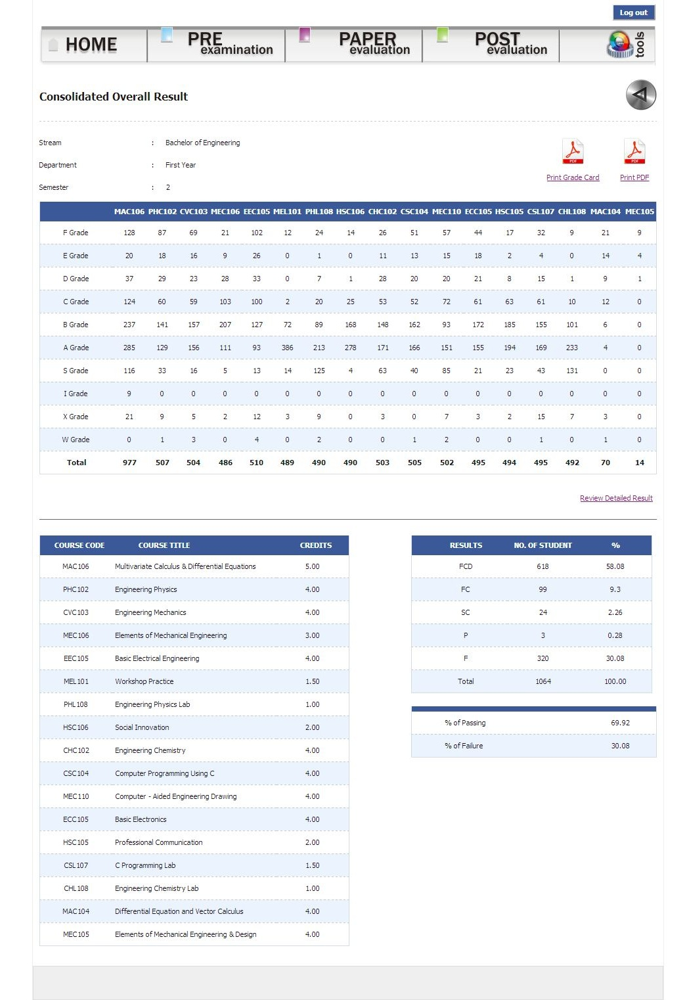 Log out
HOME PRE examination PAPER evaluation POST evaluation tools
Consolidated Overall Result
Stream : Bachelor of Engineering
Department : First Year
Semester : 2
PDF PDF
Print Grade Card Print PDF
MAC106 PHC102 CVC103 MEC106 EEC105 MEL101 PHL108 HSC106 CHC102 CSC104 MEC110 ECC105 HSC105 CSL107 CHL108 MAC104 MEC105
F Grade 128 87 69 21 102 12 24 14 26 51 57 44 17 32 9 21 9
E Grade 20 18 16 9 26 0 1 0 11 13 15 18 2 4 0 14 4
D Grade 37 29 23 28 33 0 7 1 28 20 20 21 8 15 1 9 1
C Grade 124 60 59 103 100 2 20 25 53 52 72 61 63 61 10 12 0
B Grade 237 141 157 207 127 72 89 168 148 162 93 172 185 155 101 6 0
A Grade 285 129 156 111 93 386 213 278 171 166 151 155 194 169 233 4 0
S Grade 116 33 16 5 13 14 125 4 63 40 85 21 23 43 131 0 0
I Grade 9 0 0 0 0 0 0 0 0 0 0 0 0 0 0 0 0
X Grade 21 9 5 2 12 3 9 0 3 0 7 3 2 15 7 3 0
W Grade 0 1 3 0 4 0 2 0 0 1 2 0 0 1 0 1 0
Total 977 507 504 486 510 489 490 490 503 505 502 495 494 495 492 70 14
Review Detailed Result
COURSE CODE COURSE TITLE CREDITS
MAC106 Multivariate Calculus & Differential Equations 5.00
PHC102 Engineering Physics 4.00
CVC103 Engineering Mechanics 4.00
MEC106 Elements of Mechanical Engineering 3.00
EEC105 Basic Electrical Engineering 4.00
MEL101 Workshop Practice 1.50
PHL108 Engineering Physics Lab 1.00
HSC106 Social Innovation 2.00
CHC102 Engineering Chemistry 4.00
CSC104 Computer Programming Using C 4.00
MEC110 Computer - Aided Engineering Drawing 4.00
ECC105 Basic Electronics 4.00
HSC105 Professional Communication 2.00
CSL107 C Programming Lab 1.50
CHL108 Engineering Chemistry Lab 1.00
MAC104 Differential Equation and Vector Calculus 4.00
MEC105 Elements of Mechanical Engineering & Design 4.00
RESULTS NO. OF STUDENT %
FCD 618 58.08
FC 99 9.3
SC 24 2.26
P 3 0.28
F 320 30.08
Total 1064 100.00
% of Passing 69.92
% of Failure 30.08